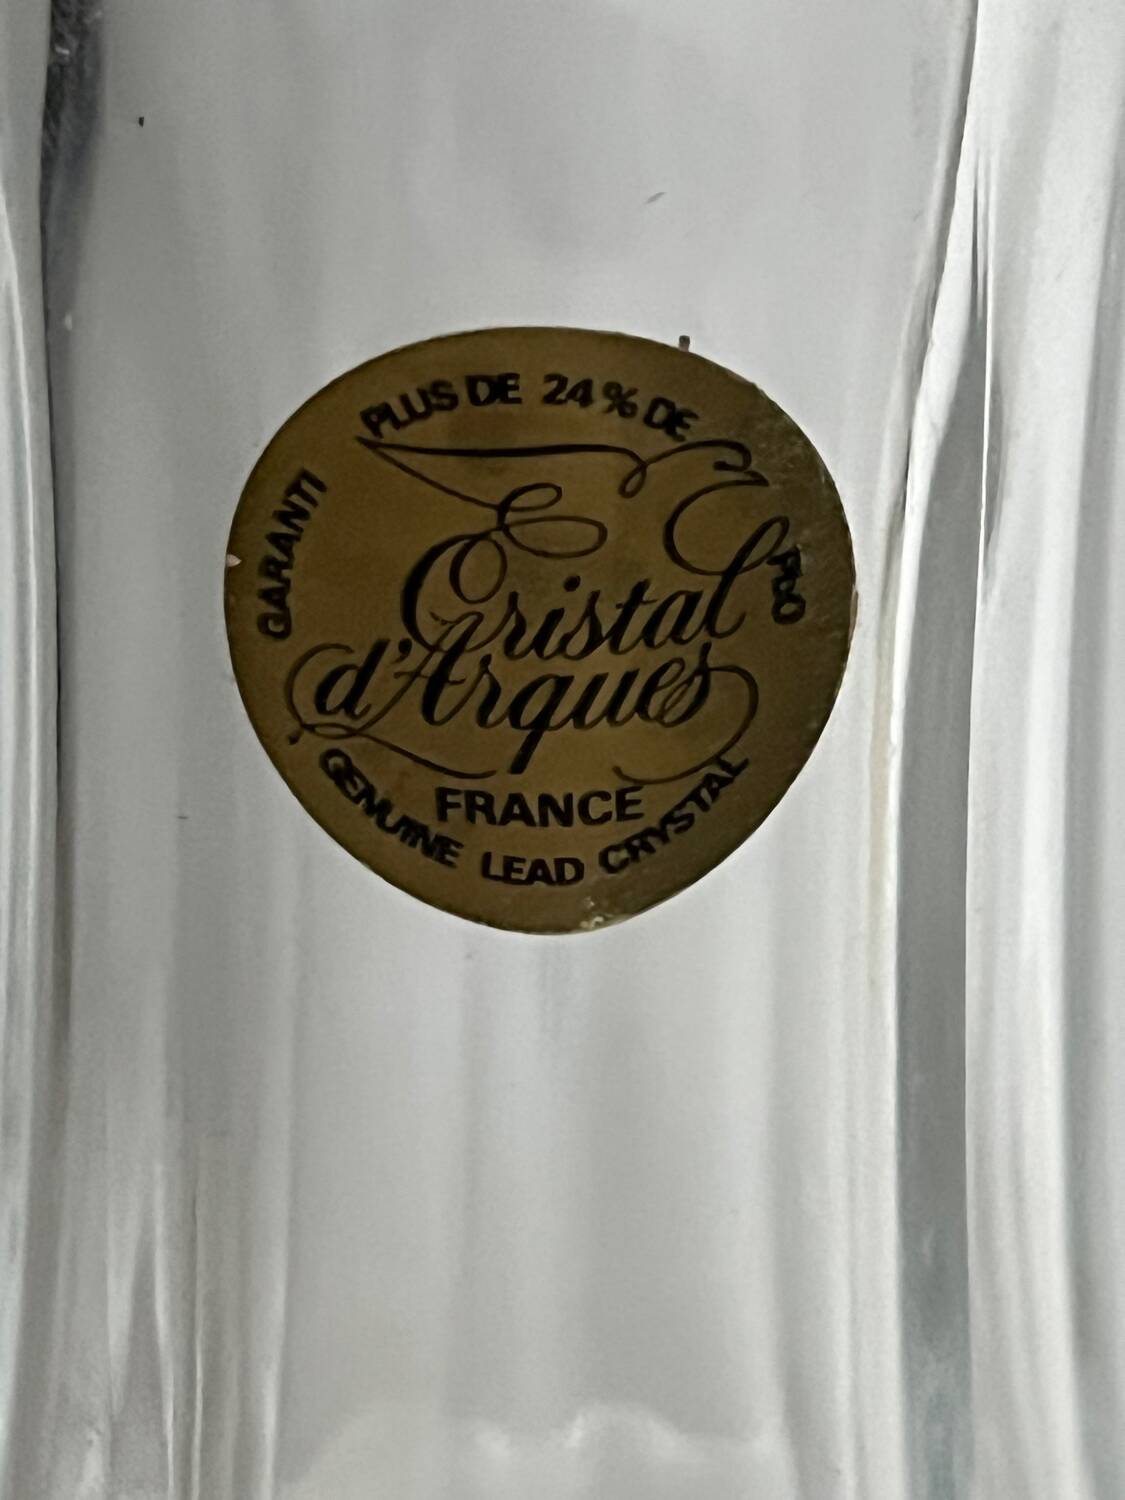 GARANTI
PLUS DE 24% DE
PbO
Cristal
d'Arques
FRANCE
GENUINE LEAD CRYSTAL